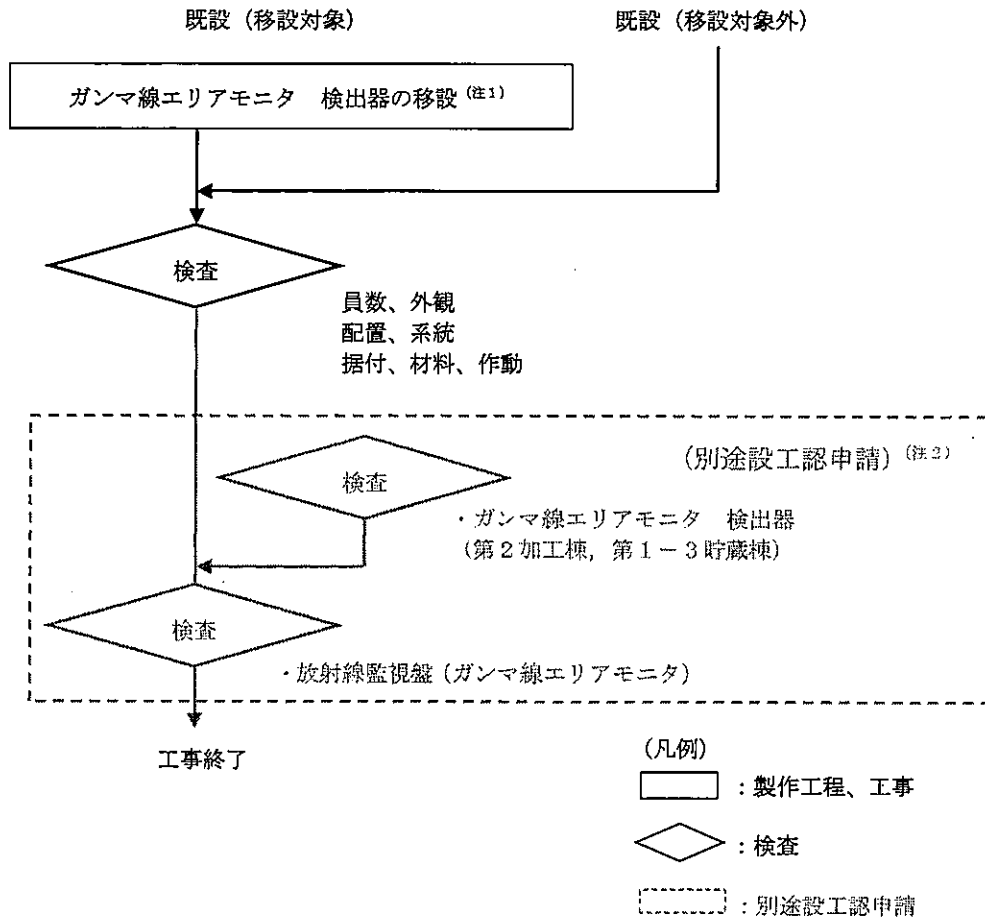 既設（移設対象）
既設（移設対象外）
ガンマ線エリアモニタ　検出器の移設（注1）
検査
員数、外観
配置、系統
据付、材料、作動
（別途設工認申請）（注2）
検査
・ガンマ線エリアモニタ　検出器
（第2加工棟，第1－3貯蔵棟）
検査
・放射線監視盤（ガンマ線エリアモニタ）
工事終了
（凡例）
：製作工程、工事
：検査
：別途設工認申請